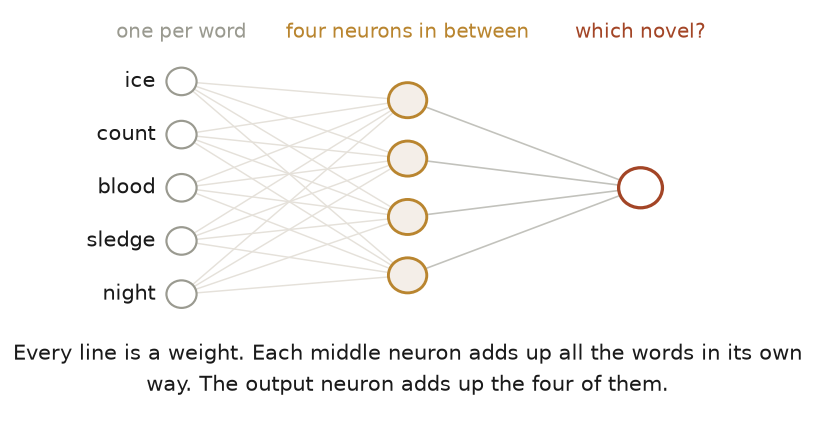 one per word four neurons in between which novel?
ice
count
blood
sledge
night
Every line is a weight. Each middle neuron adds up all the words in its own
way. The output neuron adds up the four of them.